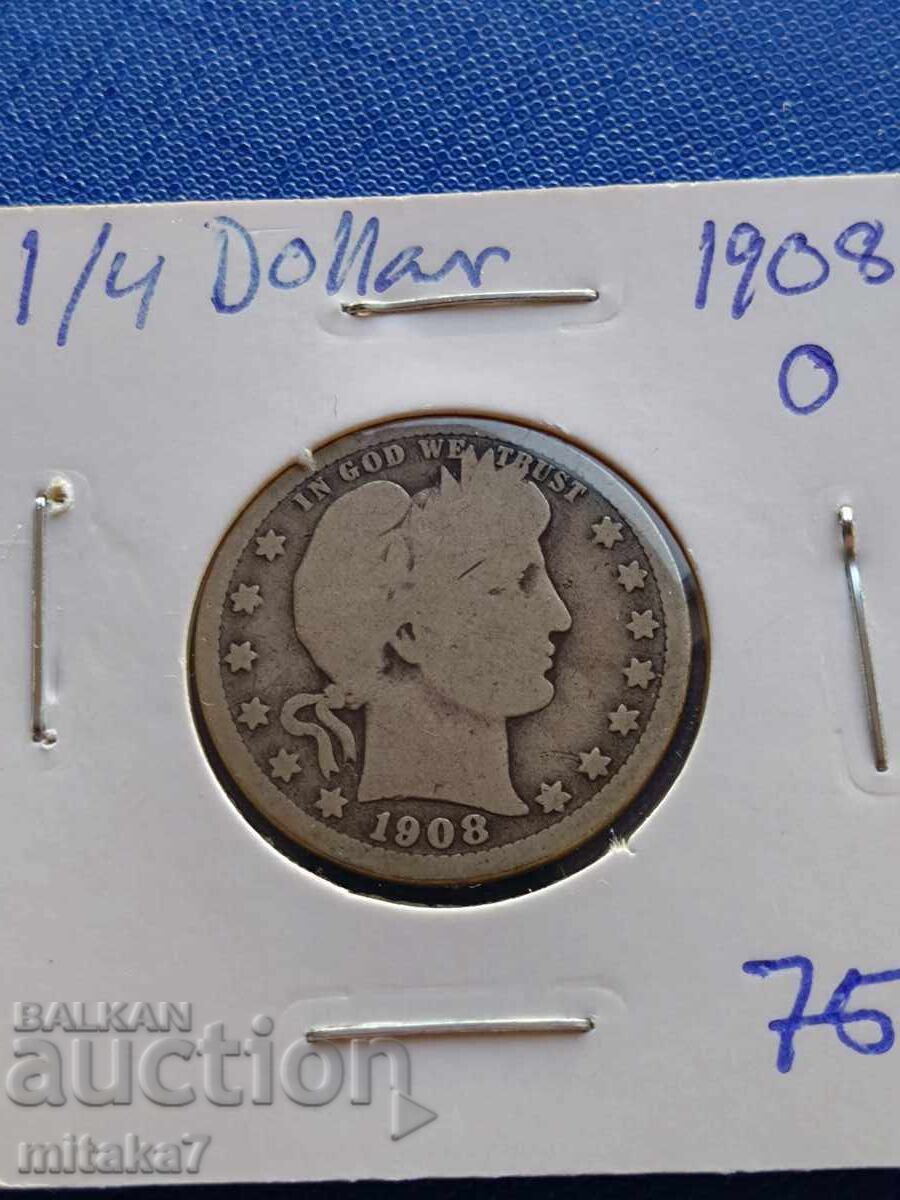 1/4 Dollar 1908
O
IN GOD WE TRUST
1908
75
BALKAN
auction
mitaka7